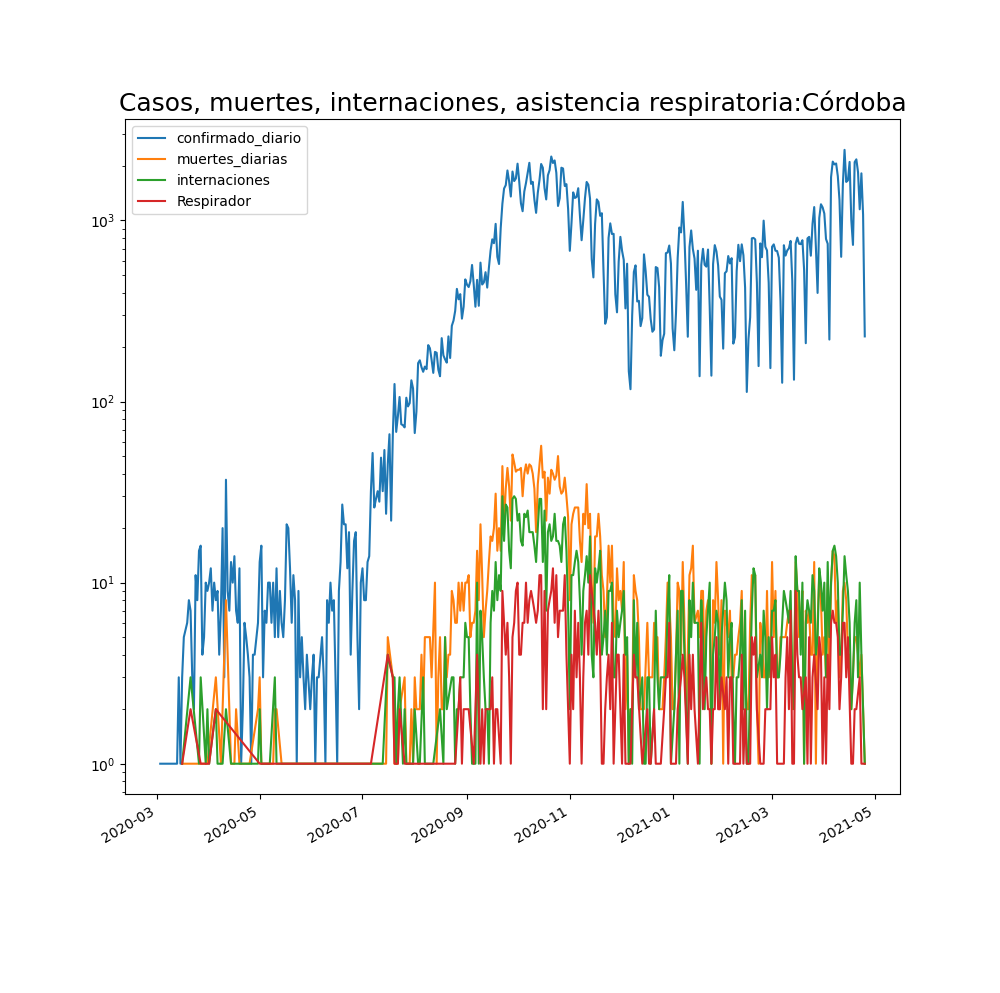 Casos, muertes, internaciones, asistencia respiratoria:Córdoba
confirmado_diario
muertes_diarias
internaciones
Respirador
10³
10²
10¹
10⁰
2020-03
2020-05
2020-07
2020-09
2020-11
2021-01
2021-03
2021-05